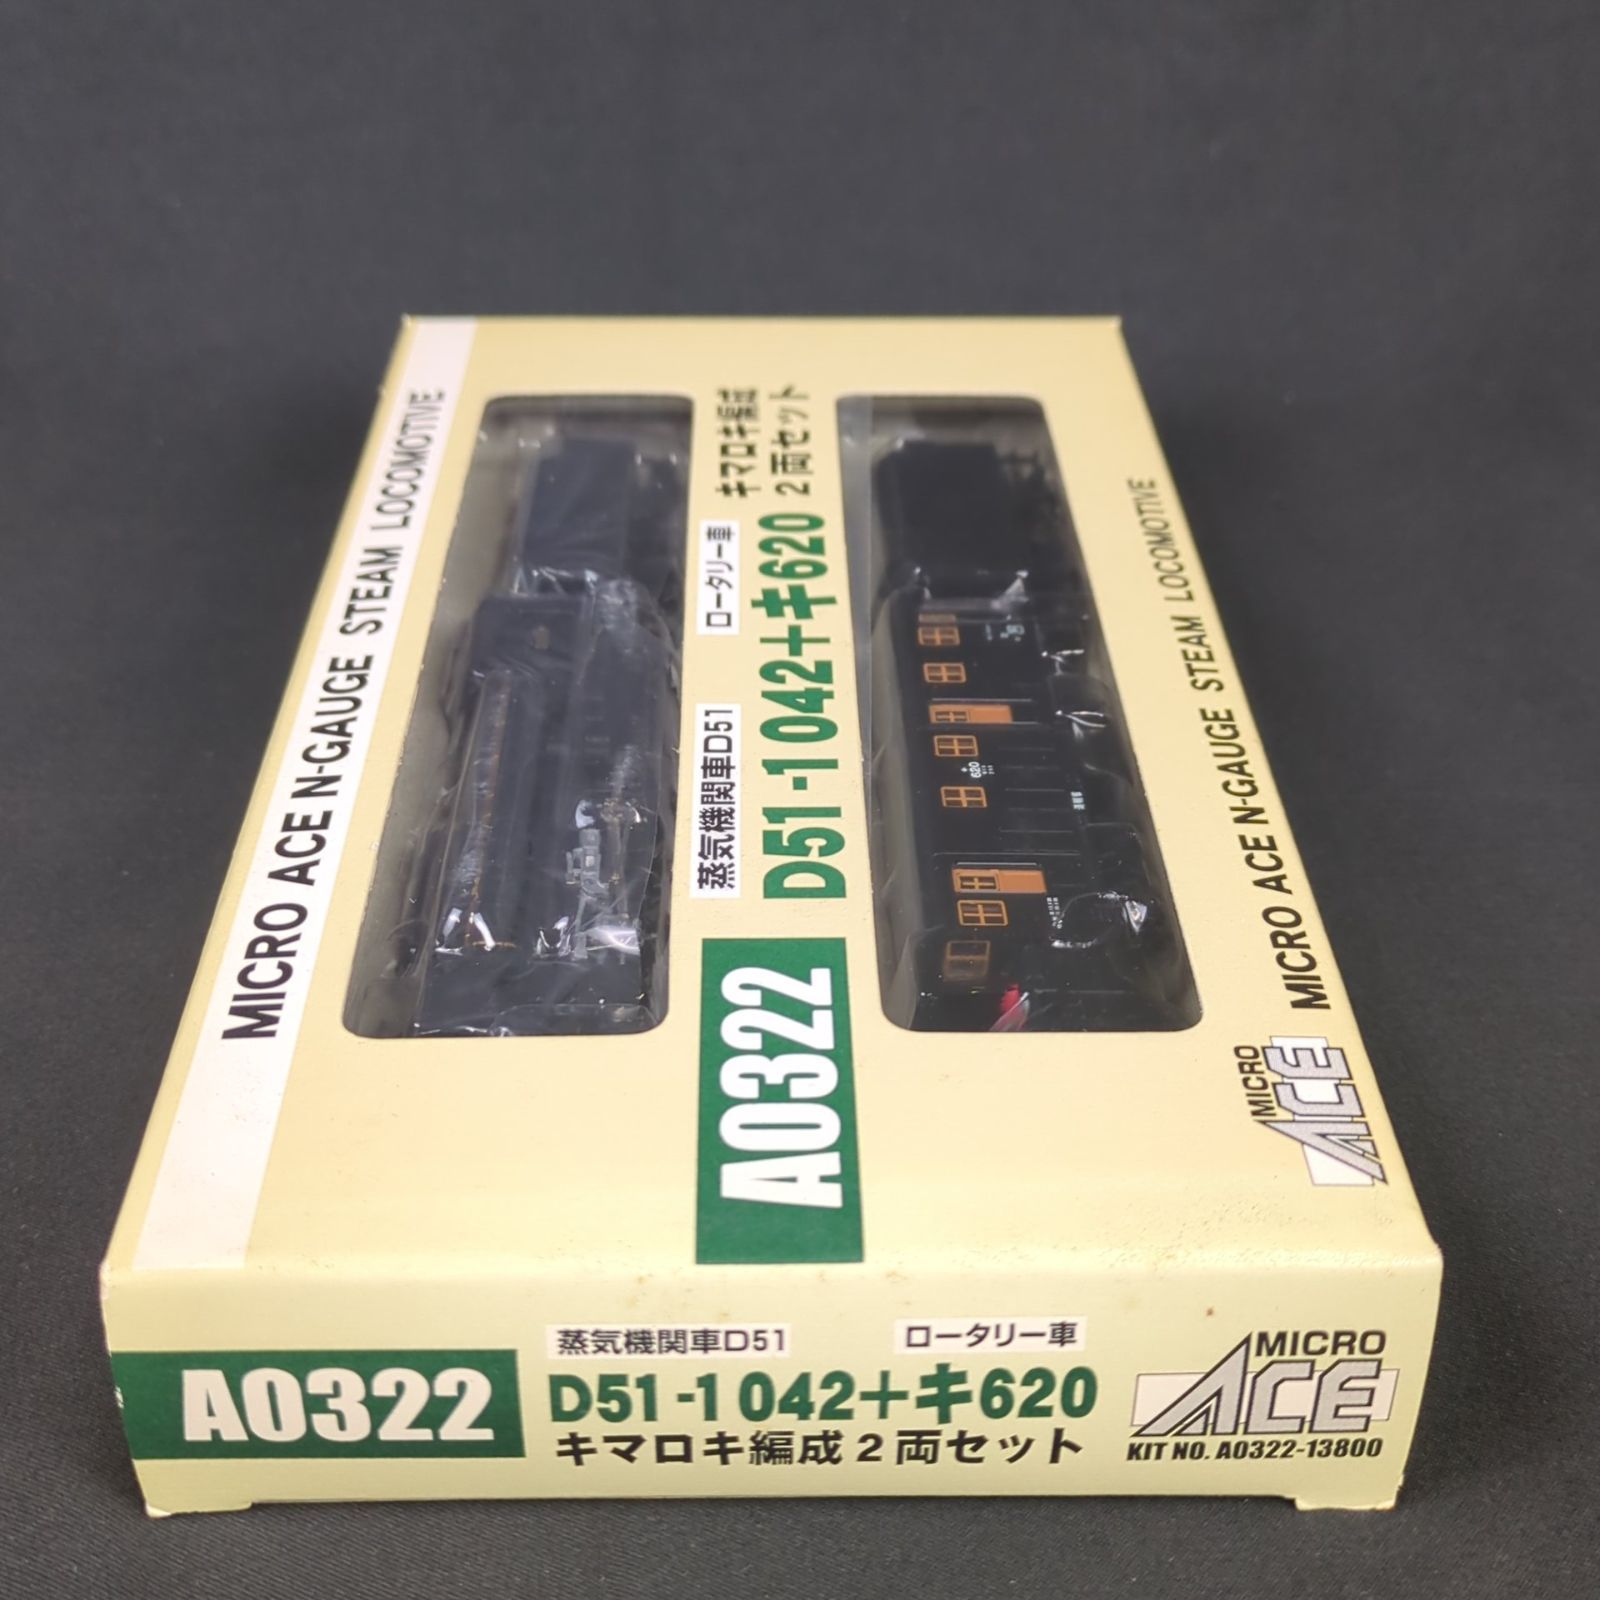 MICRO ACE N-GAUGE STEAM LOCOMOTIVE
蒸気機関車D51
ロータリー車
D51-1042+キ620
キマロキ編成
2両セット
A0322
620
MICRO ACE N-GAUGE STEAM LOCOMOTIVE
MICRO
ACE
A0322
蒸気機関車D51
ロータリー車
D51-1042+キ620
キマロキ編成2両セット
MICRO
ACE
KIT NO. A0322-13800